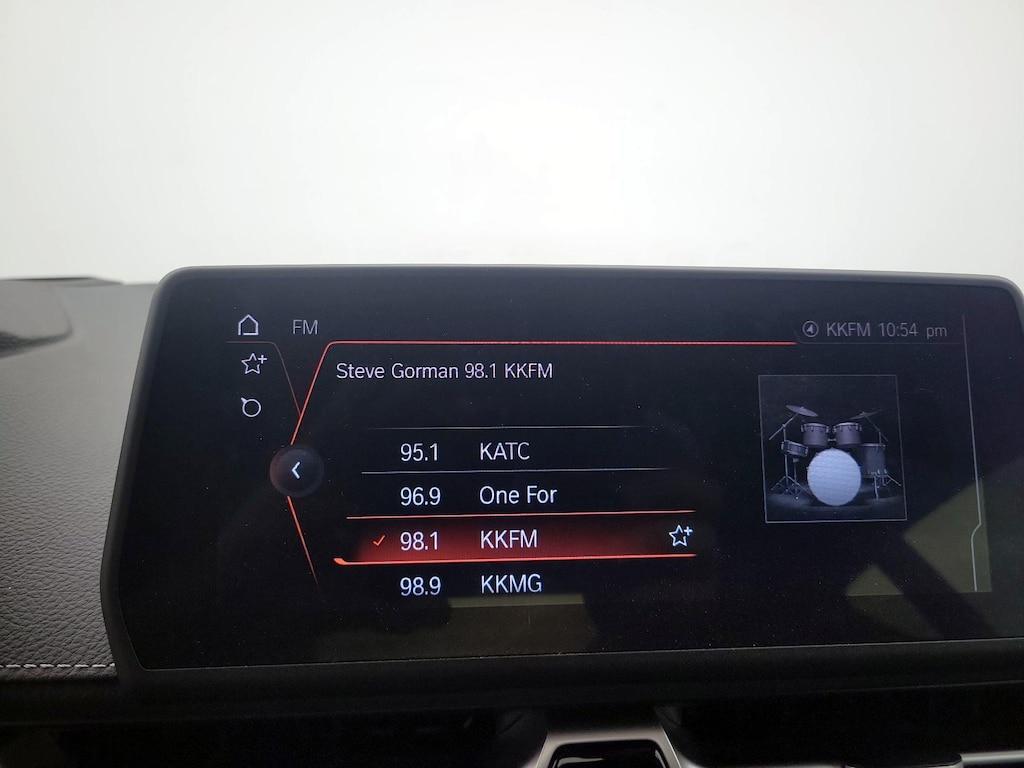 FM
KKFM 10:54 pm
Steve Gorman 98.1 KKFM
95.1 KATC
96.9 One For
98.1 KKFM
98.9 KKMG